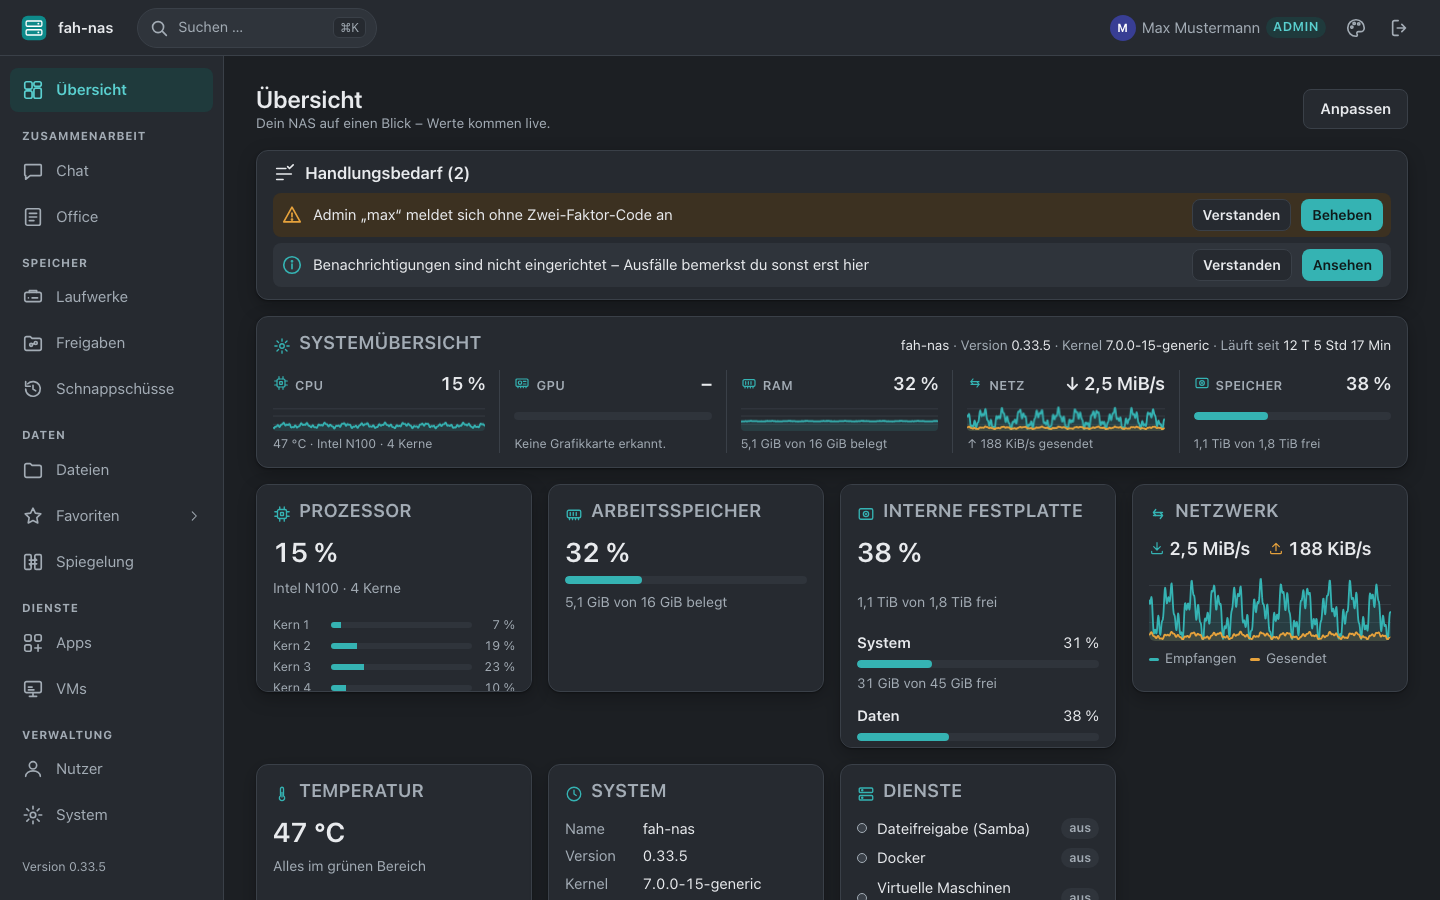 fah-nas
Suchen …
⌘K
M
Max Mustermann
ADMIN
Übersicht
ZUSAMMENARBEIT
Chat
Office
SPEICHER
Laufwerke
Freigaben
Schnappschüsse
DATEN
Dateien
Favoriten
Spiegelung
DIENSTE
Apps
VMs
VERWALTUNG
Nutzer
System
Version 0.33.5
Übersicht
Dein NAS auf einen Blick – Werte kommen live.
Anpassen
Handlungsbedarf (2)
Admin „max“ meldet sich ohne Zwei-Faktor-Code an
Verstanden
Beheben
Benachrichtigungen sind nicht eingerichtet – Ausfälle bemerkst du sonst erst hier
Verstanden
Ansehen
SYSTEMÜBERSICHT
fah-nas · Version 0.33.5 · Kernel 7.0.0-15-generic · Läuft seit 12 T 5 Std 17 Min
CPU
15 %
47 °C · Intel N100 · 4 Kerne
GPU
–
Keine Grafikkarte erkannt.
RAM
32 %
5,1 GiB von 16 GiB belegt
NETZ
↓ 2,5 MiB/s
↑ 188 KiB/s gesendet
SPEICHER
38 %
1,1 TiB von 1,8 TiB frei
PROZESSOR
15 %
Intel N100 · 4 Kerne
Kern 1 7 %
Kern 2 19 %
Kern 3 23 %
Kern 4 10 %
ARBEITSSPEICHER
32 %
5,1 GiB von 16 GiB belegt
INTERNE FESTPLATTE
38 %
1,1 TiB von 1,8 TiB frei
System 31 %
31 GiB von 45 GiB frei
Daten 38 %
NETZWERK
2,5 MiB/s 188 KiB/s
Empfangen Gesendet
TEMPERATUR
47 °C
Alles im grünen Bereich
SYSTEM
Name fah-nas
Version 0.33.5
Kernel 7.0.0-15-generic
DIENSTE
Dateifreigabe (Samba) aus
Docker aus
Virtuelle Maschinen aus